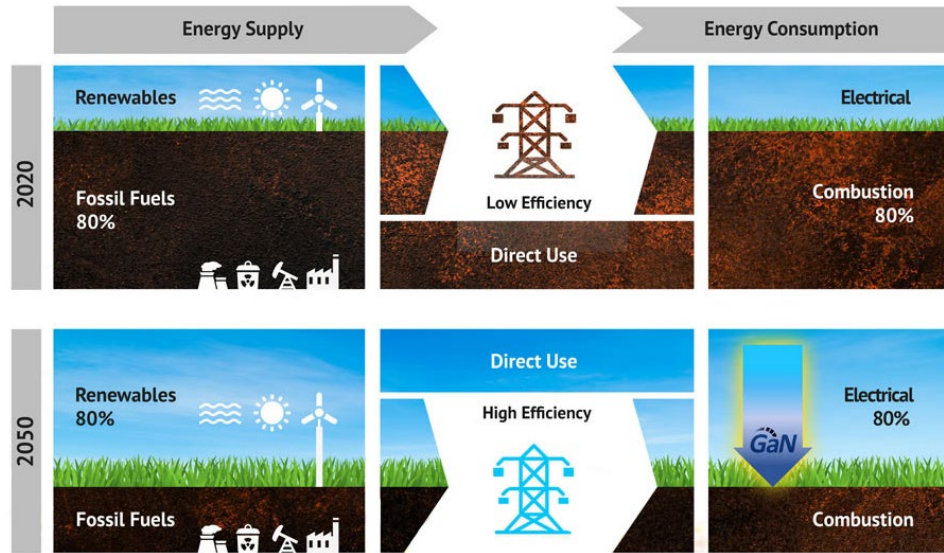 Energy Supply
Energy Consumption
2020
Renewables
Fossil Fuels
80%
Low Efficiency
Direct Use
Electrical
Combustion
80%
2050
Renewables
80%
Fossil Fuels
Direct Use
High Efficiency
GaN
Electrical
80%
Combustion